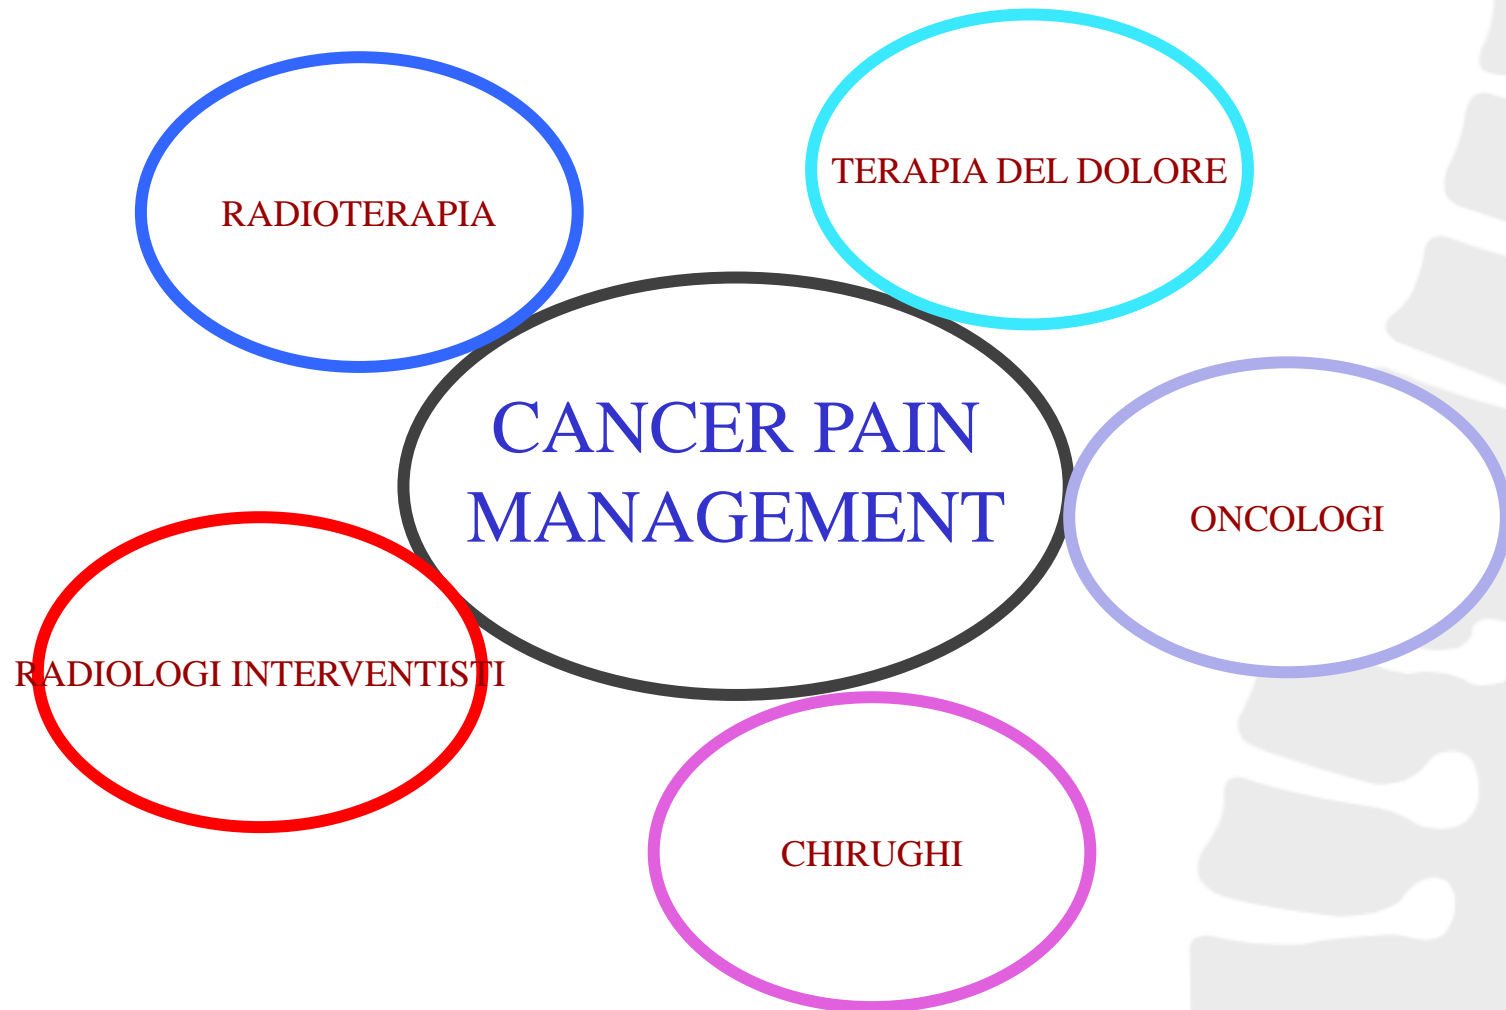 TERAPIA DEL DOLORE
RADIOTERAPIA
CANCER PAIN
MANAGEMENT
ONCOLOGI
RADIOLOGI INTERVENTISTI
CHIRUGHI